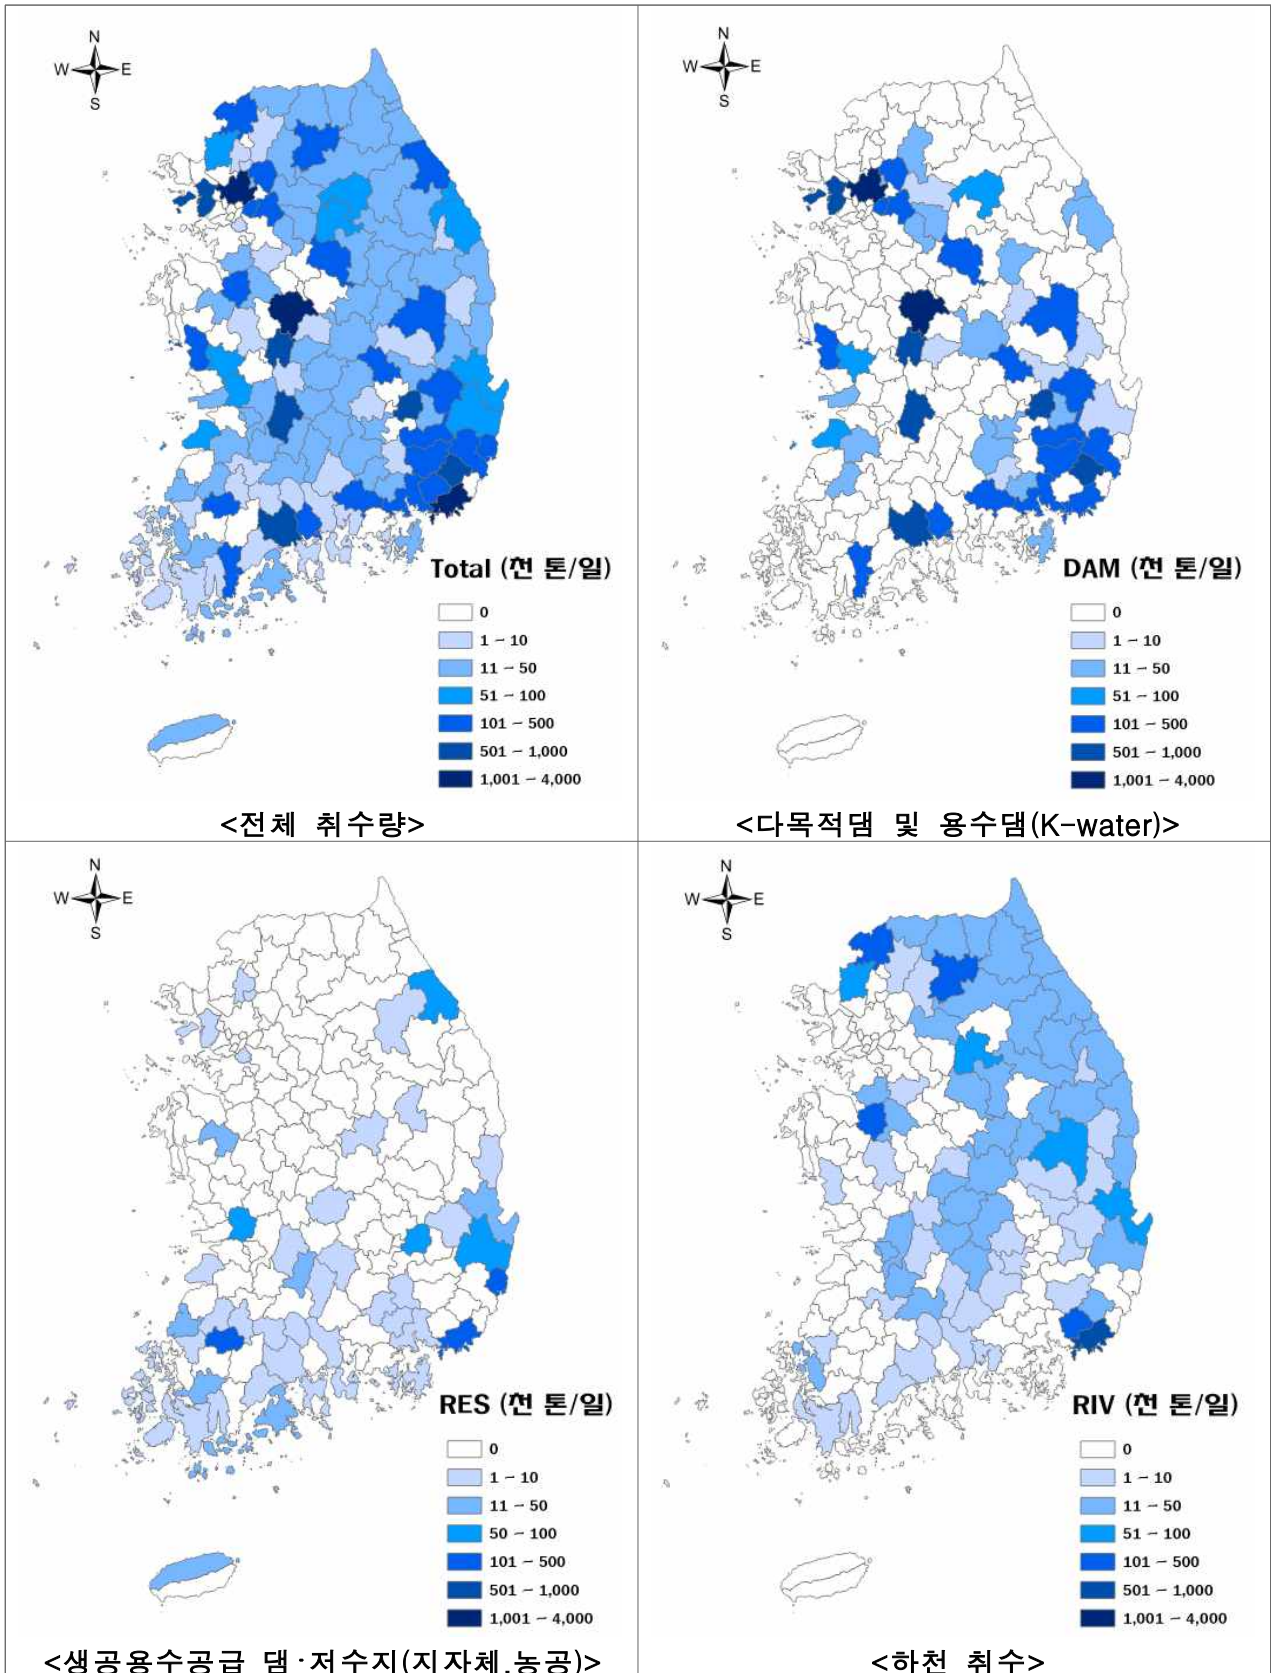 N
W E
S
Total (천 톤/일)
0
1 – 10
11 – 50
51 – 100
101 – 500
501 – 1,000
1,001 – 4,000
<전체 취수량>
N
W E
S
DAM (천 톤/일)
0
1 – 10
11 – 50
51 – 100
101 – 500
501 – 1,000
1,001 – 4,000
<다목적댐 및 용수댐(K-water)>
N
W E
S
RES (천 톤/일)
0
1 – 10
11 – 50
50 – 100
101 – 500
501 – 1,000
1,001 – 4,000
<생공용수공급 댐·저수지(지자체,농공)>
N
W E
S
RIV (천 톤/일)
0
1 – 10
11 – 50
51 – 100
101 – 500
501 – 1,000
1,001 – 4,000
<하천 취수>